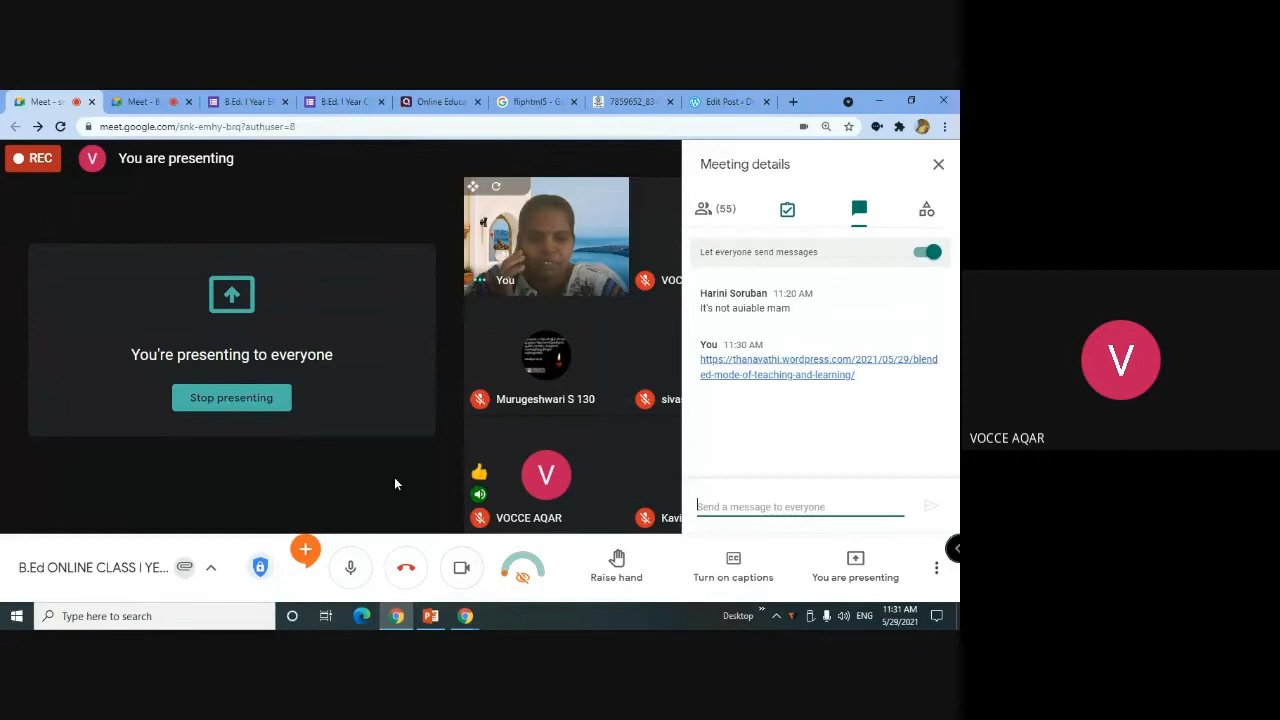 Meet - s
Meet - B
B.Ed. I Year E
B.Ed. I Year C
Online Educa
fliphtml5 - G
7859652_83
Edit Post ‹ D
meet.google.com/snk-emhy-brq?authuser=8
REC
V
You are presenting
Meeting details
(55)
Let everyone send messages
Harini Soruban 11:20 AM
It's not auiable mam
You 11:30 AM
https://thanavathi.wordpress.com/2021/05/29/blend
ed-mode-of-teaching-and-learning/
You're presenting to everyone
Stop presenting
You
VOC
Murugeshwari S 130
sivas
V
VOCCE AQAR
Kavi
Send a message to everyone
B.Ed ONLINE CLASS I YE...
Raise hand
Turn on captions
You are presenting
Type here to search
Desktop
ENG
11:31 AM
5/29/2021
V
VOCCE AQAR